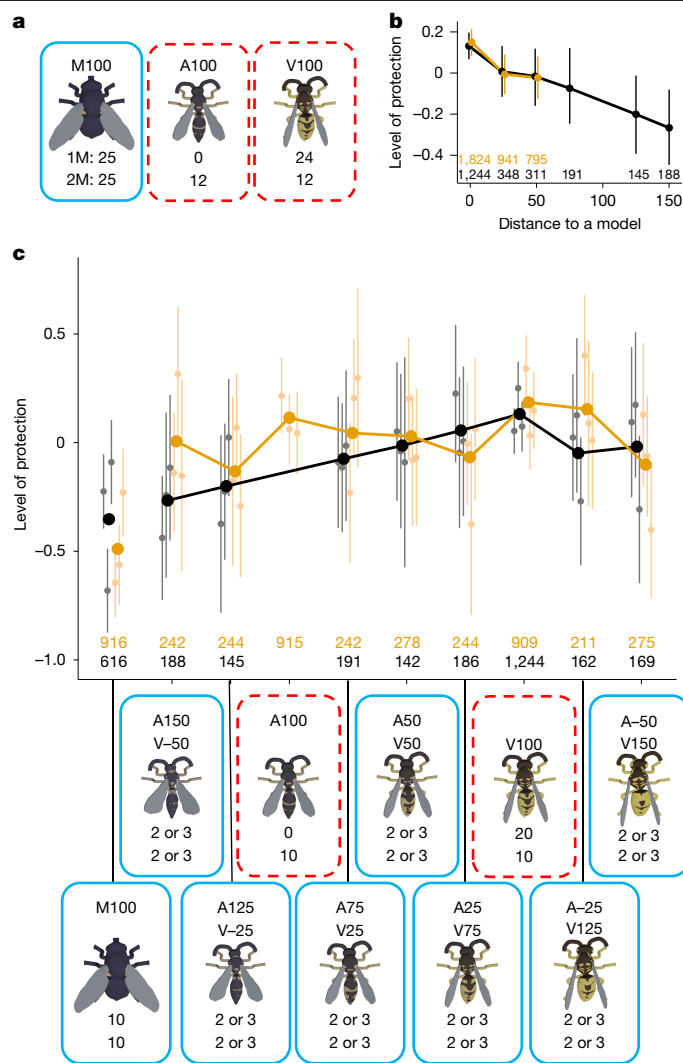 a
M100
A100
V100
1M: 25
0
24
2M: 25
12
12
b
Level of protection
0.2
0
−0.2
−0.4
1,824 941 795
1,244 348 311 191 145 188
0 50 100 150
Distance to a model
c
Level of protection
0.5
0
−0.5
−1.0
916 242 244 915 242 278 244 909 211 275
616 188 145 191 142 186 1,244 162 169
A150
V–50
2 or 3
2 or 3
A100
0
10
A50
V50
2 or 3
2 or 3
V100
20
10
A–50
V150
2 or 3
2 or 3
M100
10
10
A125
V–25
2 or 3
2 or 3
A75
V25
2 or 3
2 or 3
A25
V75
2 or 3
2 or 3
A–25
V125
2 or 3
2 or 3